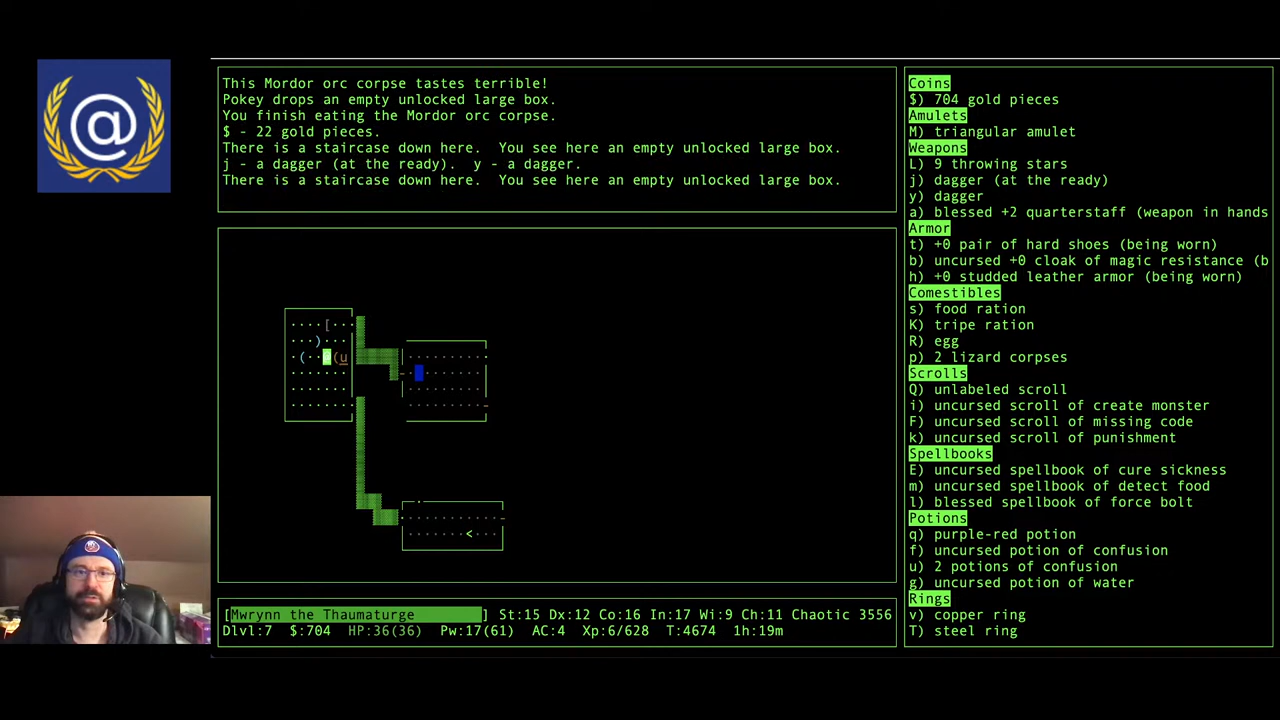 @
This Mordor orc corpse tastes terrible!
Pokey drops an empty unlocked large box.
You finish eating the Mordor orc corpse.
$ - 22 gold pieces.
There is a staircase down here.  You see here an empty unlocked large box.
j - a dagger (at the ready).  y - a dagger.
There is a staircase down here.  You see here an empty unlocked large box.
[Mwrynn the Thaumaturge ] St:15 Dx:12 Co:16 In:17 Wi:9 Ch:11 Chaotic 3556
Dlvl:7 $:704 HP:36(36) Pw:17(61) AC:4 Xp:6/628 T:4674 1h:19m
Coins
$) 704 gold pieces
Amulets
M) triangular amulet
Weapons
L) 9 throwing stars
j) dagger (at the ready)
y) dagger
a) blessed +2 quarterstaff (weapon in hands
Armor
t) +0 pair of hard shoes (being worn)
b) uncursed +0 cloak of magic resistance (b
h) +0 studded leather armor (being worn)
Comestibles
s) food ration
K) tripe ration
R) egg
p) 2 lizard corpses
Scrolls
Q) unlabeled scroll
i) uncursed scroll of create monster
F) uncursed scroll of missing code
k) uncursed scroll of punishment
Spellbooks
E) uncursed spellbook of cure sickness
m) uncursed spellbook of detect food
l) blessed spellbook of force bolt
Potions
q) purple-red potion
f) uncursed potion of confusion
u) 2 potions of confusion
g) uncursed potion of water
Rings
v) copper ring
T) steel ring